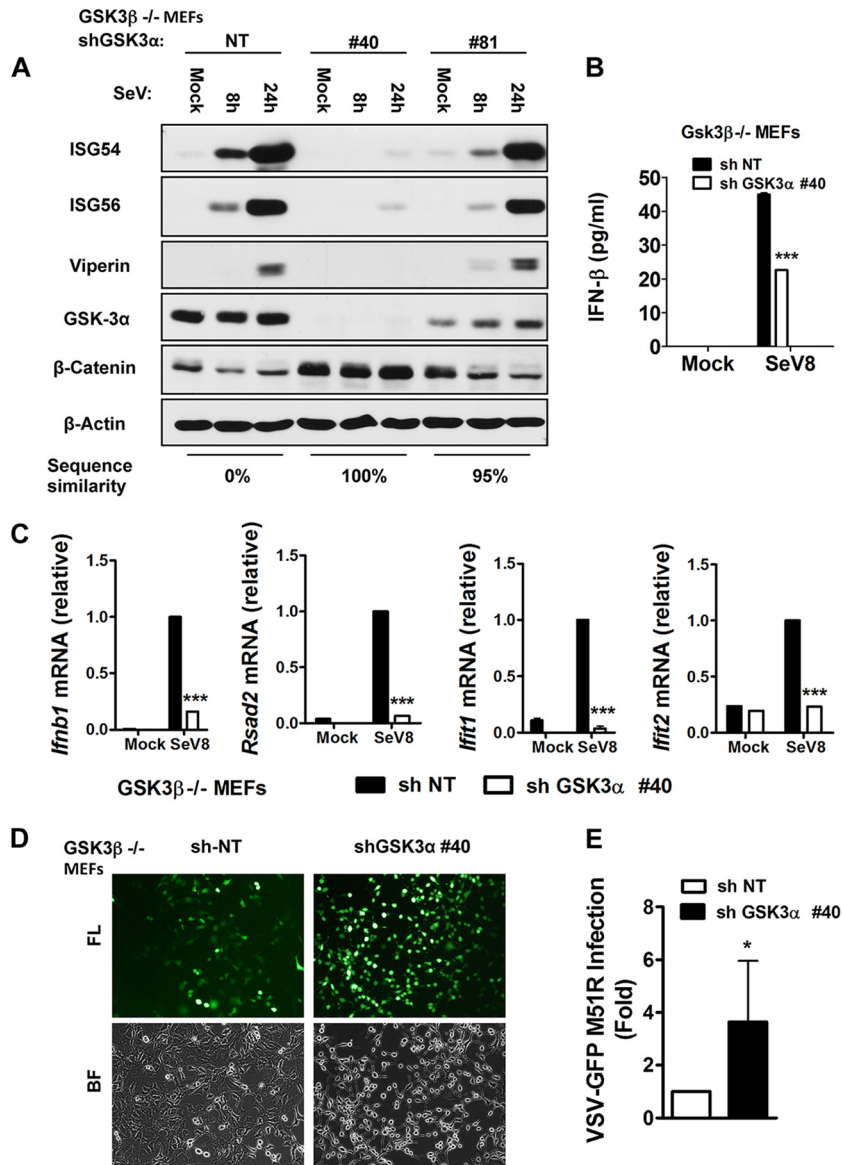 GSK3β -/- MEFs
shGSK3α: NT #40 #81
A
SeV: Mock 8h 24h Mock 8h 24h Mock 8h 24h
ISG54
ISG56
Viperin
GSK-3α
β-Catenin
β-Actin
Sequence
similarity
0% 100% 95%
B
Gsk3β-/- MEFs
sh NT
sh GSK3α #40
IFN-β (pg/ml)
50
40
30
20
10
0
***
Mock SeV8
C
Ifnb1 mRNA (relative)
1.5
1.0
0.5
0.0
***
Mock SeV8
Rsad2 mRNA (relative)
1.5
1.0
0.5
0.0
***
Mock SeV8
Ifit1 mRNA (relative)
1.5
1.0
0.5
0.0
***
Mock SeV8
Ifit2 mRNA (relative)
1.5
1.0
0.5
0.0
***
Mock SeV8
GSK3β-/- MEFs sh NT sh GSK3α #40
D
GSK3β -/-
MEFs
sh-NT shGSK3α #40
FL
BF
E
sh NT
sh GSK3α #40
VSV-GFP M51R Infection
(Fold)
8
6
4
2
0
*